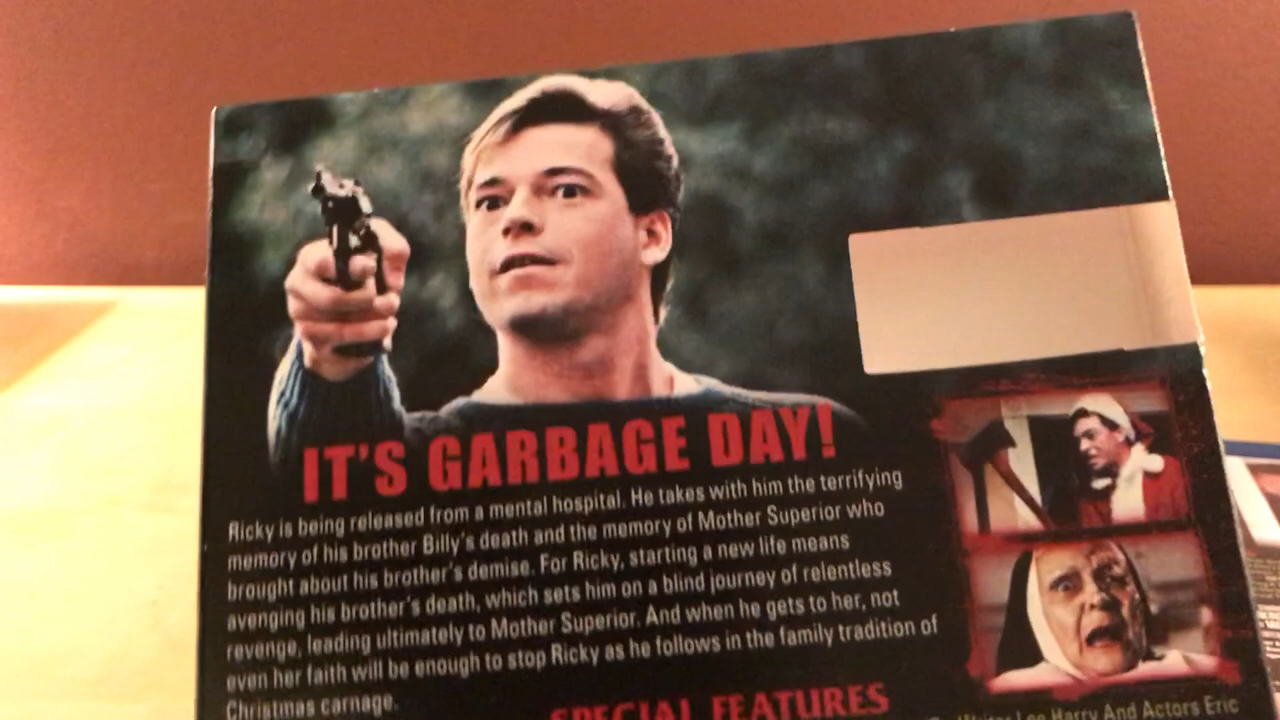 IT'S GARBAGE DAY!
Ricky is being released from a mental hospital. He takes with him the terrifying
memory of his brother Billy's death and the memory of Mother Superior who
brought about his brother's demise. For Ricky, starting a new life means
avenging his brother's death, which sets him on a blind journey of relentless
revenge, leading ultimately to Mother Superior. And when he gets to her, not
even her faith will be enough to stop Ricky as he follows in the family tradition of
Christmas carnage.
SPECIAL FEATURES
Writer Lee Harry And Actors Eric